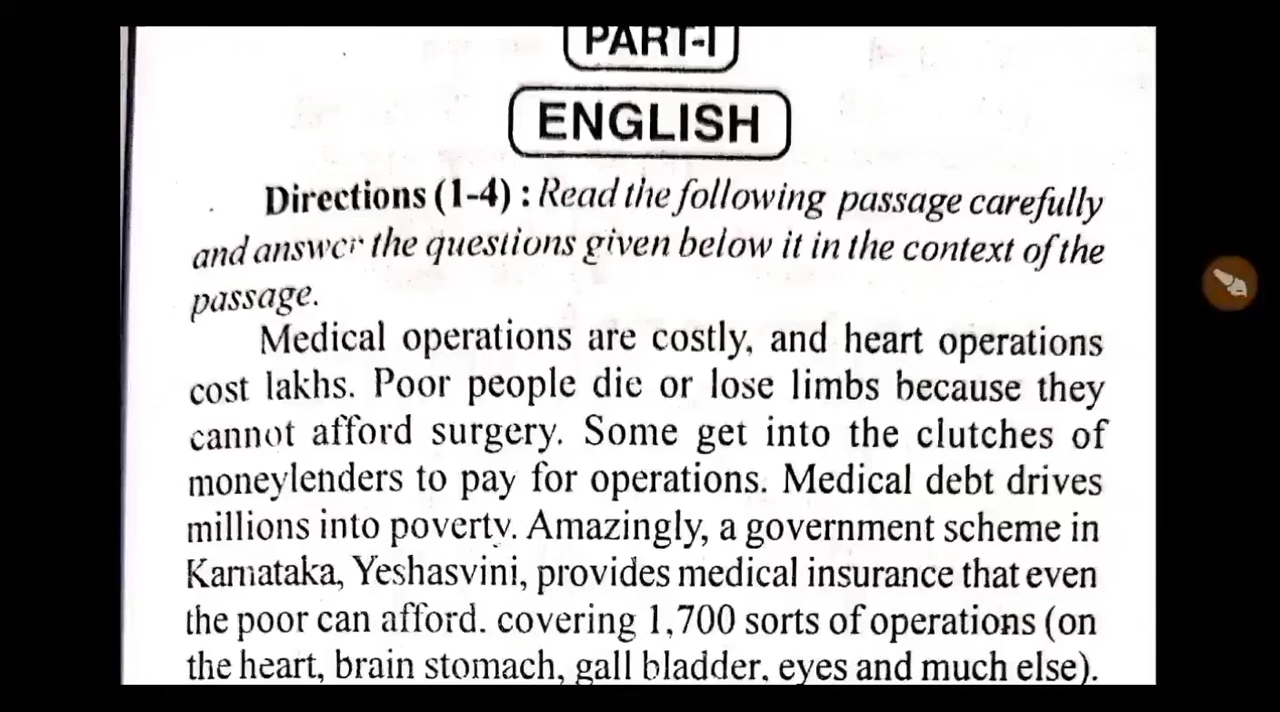 PART-I
ENGLISH
Directions (1-4) : Read the following passage carefully
and answer the questions given below it in the context of the
passage.
Medical operations are costly, and heart operations
cost lakhs. Poor people die or lose limbs because they
cannot afford surgery. Some get into the clutches of
moneylenders to pay for operations. Medical debt drives
millions into poverty. Amazingly, a government scheme in
Karnataka, Yeshasvini, provides medical insurance that even
the poor can afford. covering 1,700 sorts of operations (on
the heart, brain stomach, gall bladder, eyes and much else).